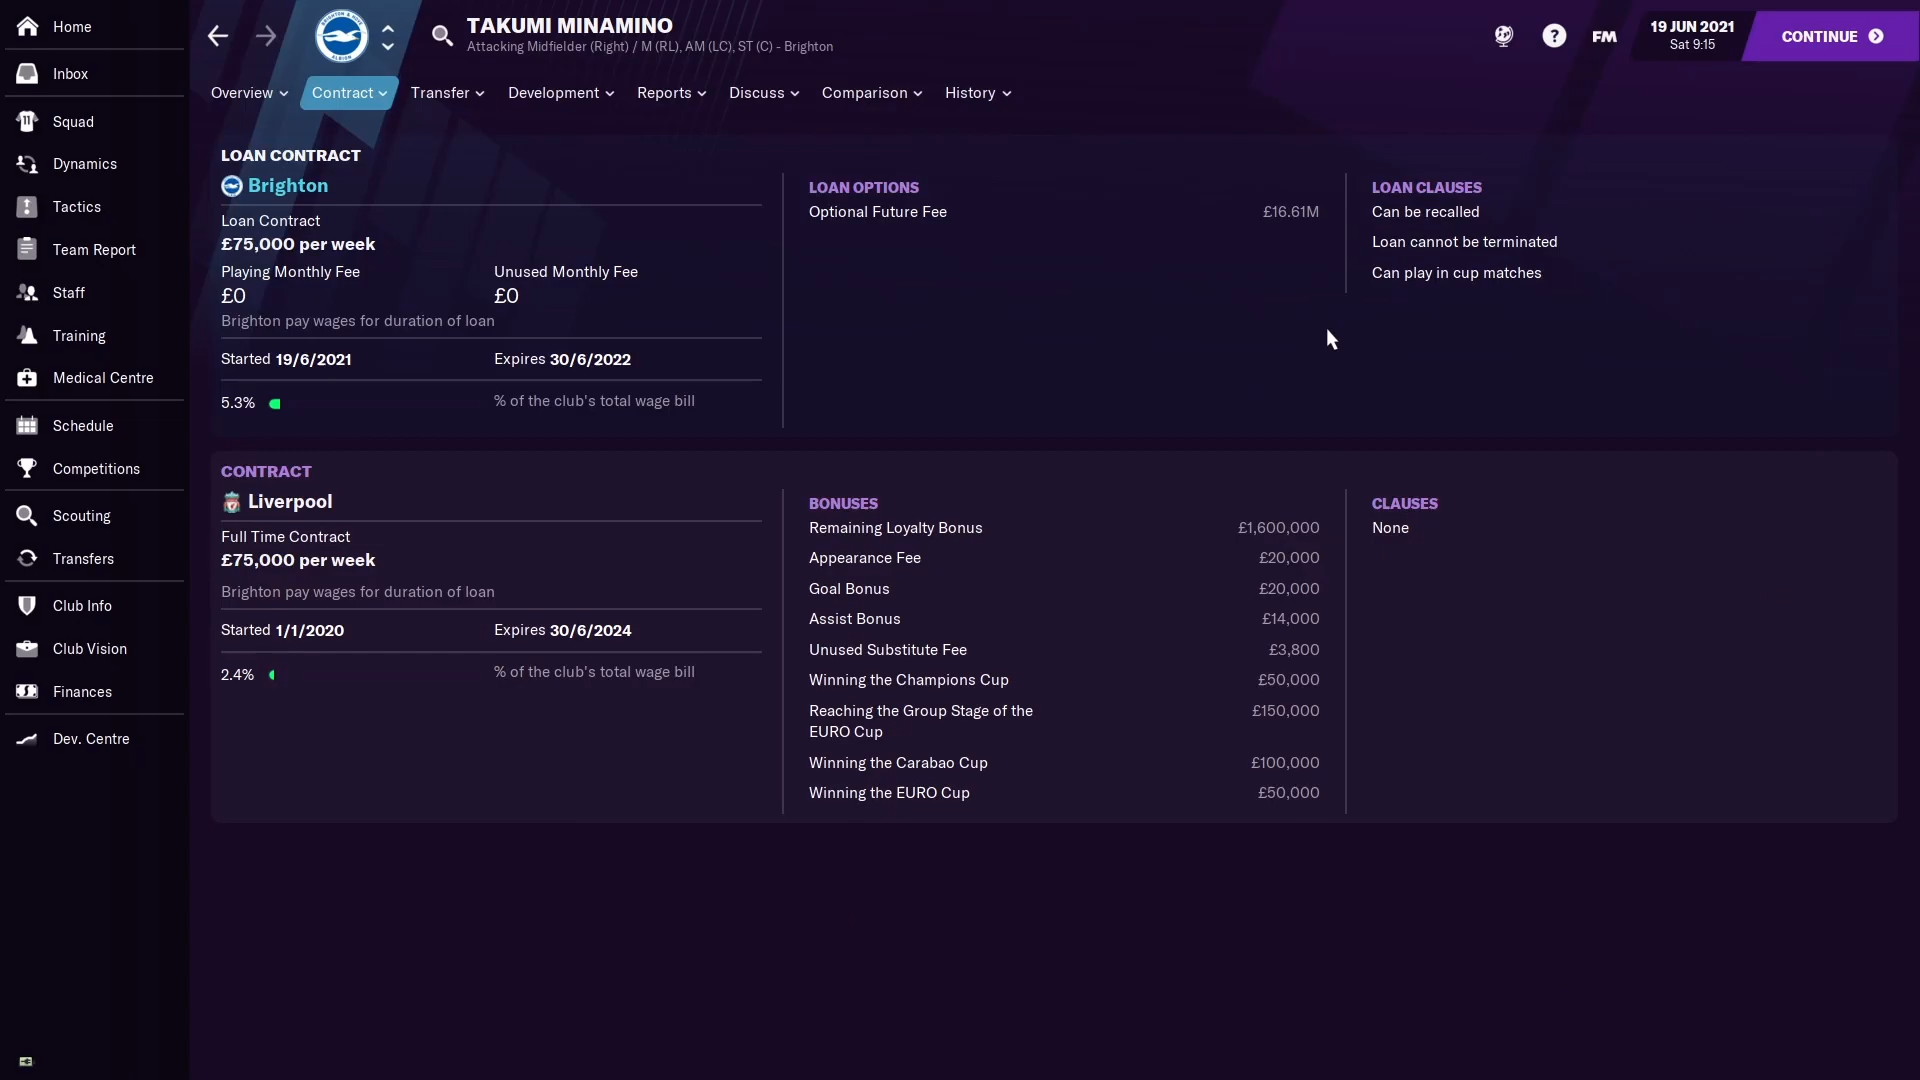 Home
Inbox
Squad
Dynamics
Tactics
Team Report
Staff
Training
Medical Centre
Schedule
Competitions
Scouting
Transfers
Club Info
Club Vision
Finances
Dev. Centre
TAKUMI MINAMINO
Attacking Midfielder (Right) / M (RL), AM (LC), ST (C) - Brighton
FM
19 JUN 2021
Sat 9:15
CONTINUE
Overview
Contract
Transfer
Development
Reports
Discuss
Comparison
History
LOAN CONTRACT
Brighton
Loan Contract
£75,000 per week
Playing Monthly Fee
Unused Monthly Fee
£0
£0
Brighton pay wages for duration of loan
Started 19/6/2021
Expires 30/6/2022
5.3%
% of the club's total wage bill
LOAN OPTIONS
Optional Future Fee £16.61M
LOAN CLAUSES
Can be recalled
Loan cannot be terminated
Can play in cup matches
CONTRACT
Liverpool
Full Time Contract
£75,000 per week
Brighton pay wages for duration of loan
Started 1/1/2020
Expires 30/6/2024
2.4%
% of the club's total wage bill
BONUSES
Remaining Loyalty Bonus £1,600,000
Appearance Fee £20,000
Goal Bonus £20,000
Assist Bonus £14,000
Unused Substitute Fee £3,800
Winning the Champions Cup £50,000
Reaching the Group Stage of the £150,000
EURO Cup
Winning the Carabao Cup £100,000
Winning the EURO Cup £50,000
CLAUSES
None